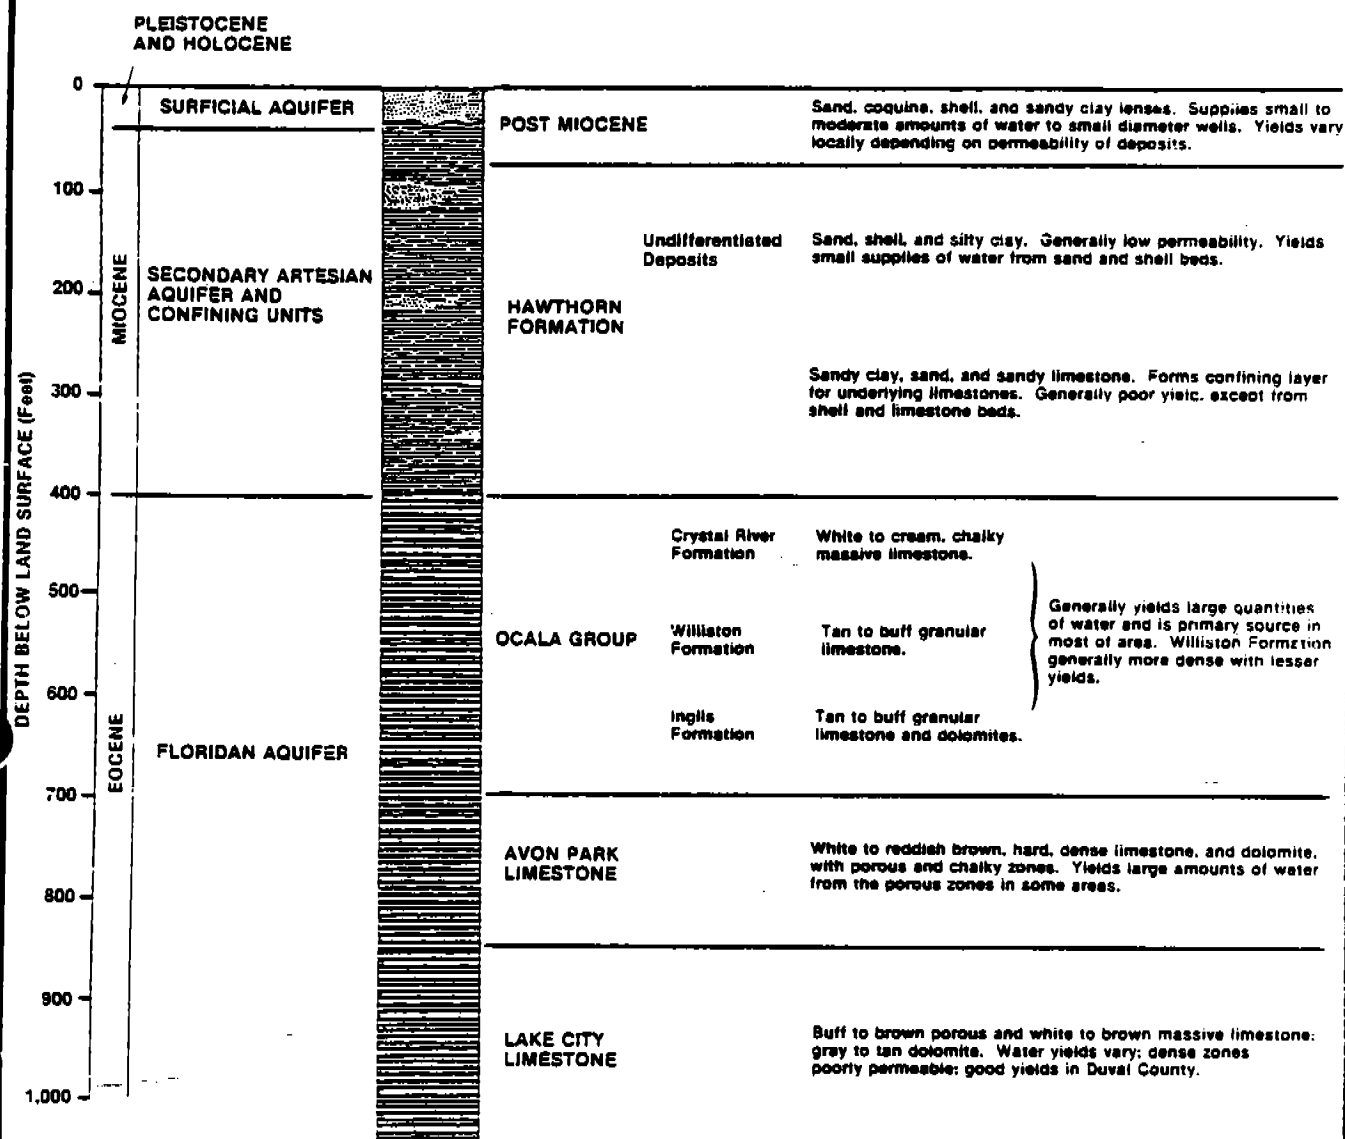 PLEISTOCENE
AND HOLOCENE
DEPTH BELOW LAND SURFACE (Feet)
0
100
200
300
400
500
600
700
800
900
1,000
MIOCENE
EOCENE
SURFICIAL AQUIFER
SECONDARY ARTESIAN
AQUIFER AND
CONFINING UNITS
FLORIDAN AQUIFER
POST MIOCENE
Sand, coquina, shell, and sandy clay lenses. Supplies small to
moderate amounts of water to small diameter wells. Yields vary
locally depending on permeability of deposits.
HAWTHORN
FORMATION
Undifferentiated
Deposits
Sand, shell, and silty clay. Generally low permeability. Yields
small supplies of water from sand and shell beds.
Sandy clay, sand, and sandy limestone. Forms confining layer
for underlying limestones. Generally poor yield, except from
shell and limestone beds.
OCALA GROUP
Crystal River
Formation
White to cream, chalky
massive limestone.
Williston
Formation
Tan to buff granular
limestone.
Inglis
Formation
Tan to buff granular
limestone and dolomites.
Generally yields large quantities
of water and is primary source in
most of area. Williston Formation
generally more dense with lesser
yields.
AVON PARK
LIMESTONE
White to reddish brown, hard, dense limestone, and dolomite,
with porous and chalky zones. Yields large amounts of water
from the porous zones in some areas.
LAKE CITY
LIMESTONE
Buff to brown porous and white to brown massive limestone;
gray to tan dolomite. Water yields vary; dense zones
poorly permeable; good yields in Duval County.